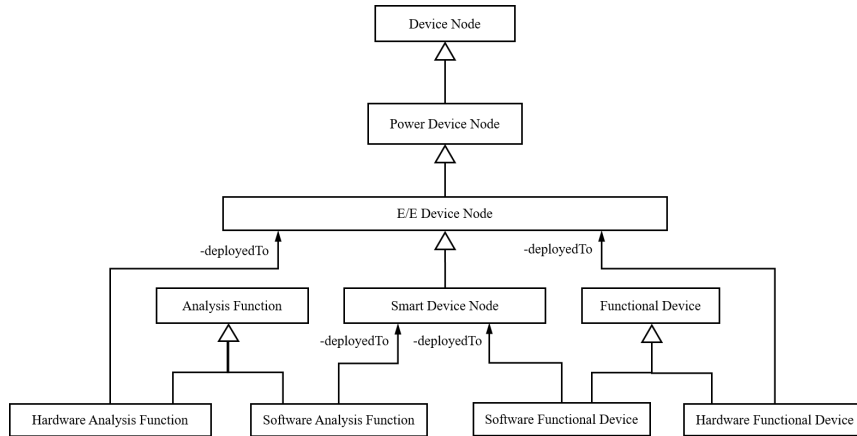 Device Node
Power Device Node
E/E Device Node
-deployedTo
-deployedTo
Analysis Function
Smart Device Node
Functional Device
-deployedTo
-deployedTo
Hardware Analysis Function
Software Analysis Function
Software Functional Device
Hardware Functional Device